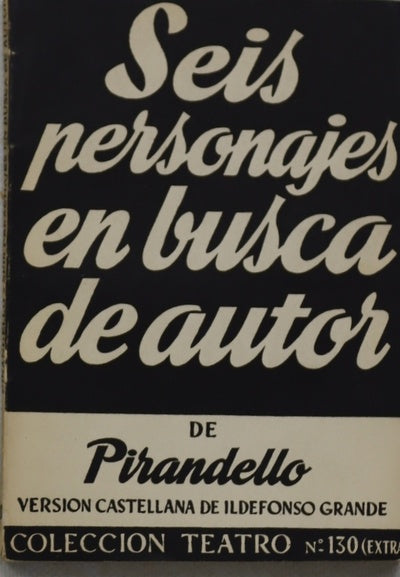 Seis
personajes
en busca
de autor
DE
Pirandello
VERSION CASTELLANA DE ILDEFONSO GRANDE
COLECCION TEATRO Nº 130 (EXTRA